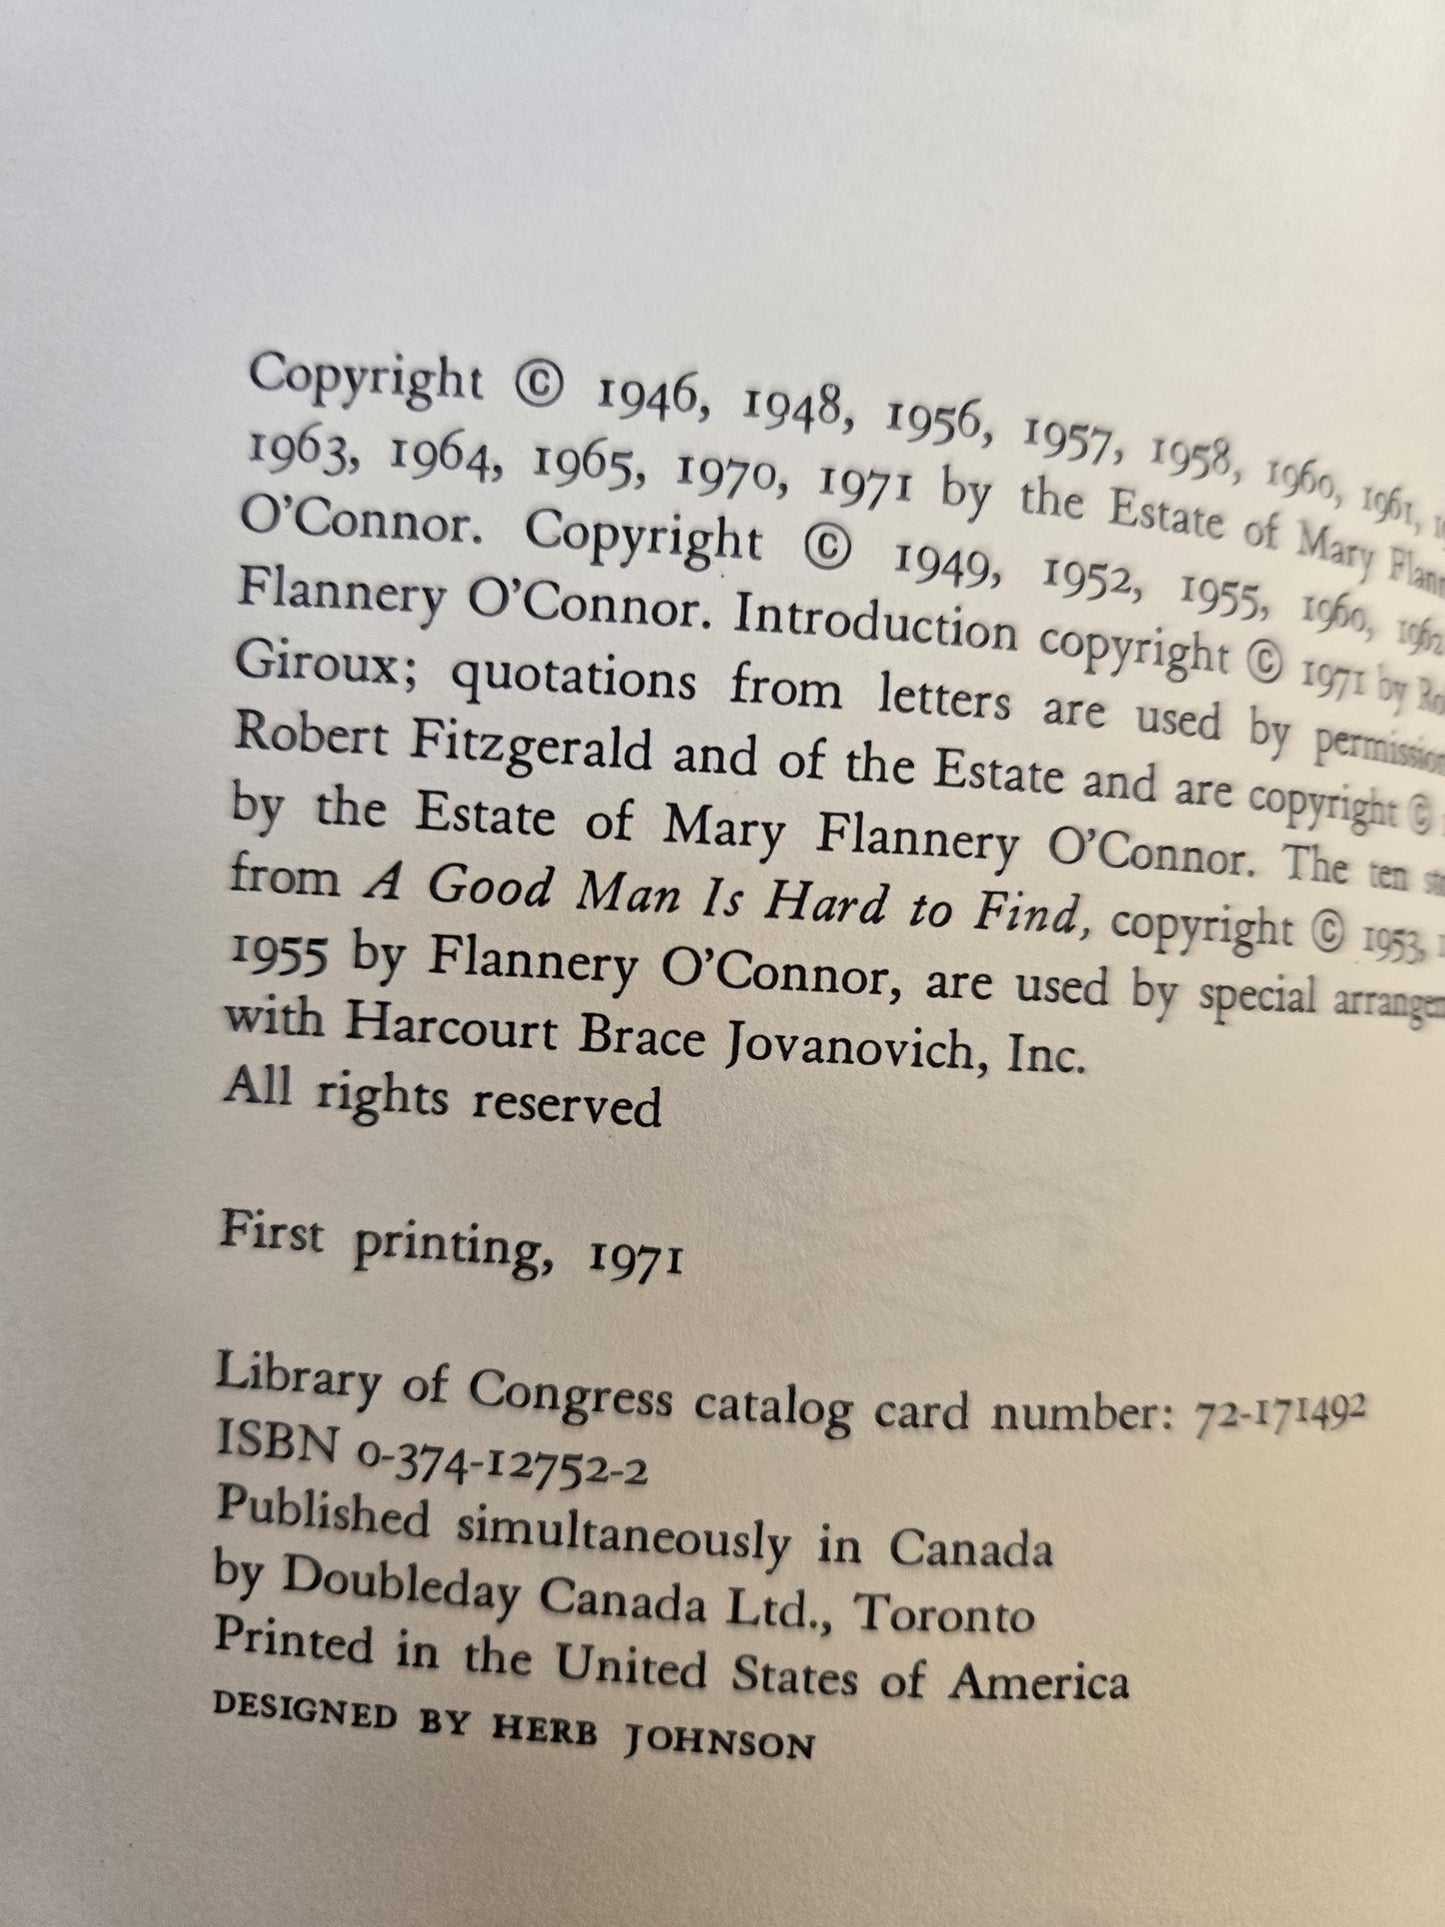 Copyright © 1946, 1948, 1956, 1957, 1958, 1960, 1961,
1963, 1964, 1965, 1970, 1971 by the Estate of Mary
O'Connor. Copyright © 1949, 1952, 1955, 1960, 1962
Flannery O'Connor. Introduction copyright © 1971 by
Giroux; quotations from letters are used by
Robert Fitzgerald and of the Estate and are copyright ©
by the Estate of Mary Flannery O'Connor. The ten
from A Good Man Is Hard to Find, copyright © 1953,
1955 by Flannery O'Connor, are used by special
with Harcourt Brace Jovanovich, Inc.
All rights reserved
First printing, 1971
Library of Congress catalog card number: 72-171492
ISBN 0-374-12752-2
Published simultaneously in Canada
by Doubleday Canada Ltd., Toronto
Printed in the United States of America
DESIGNED BY HERB JOHNSON